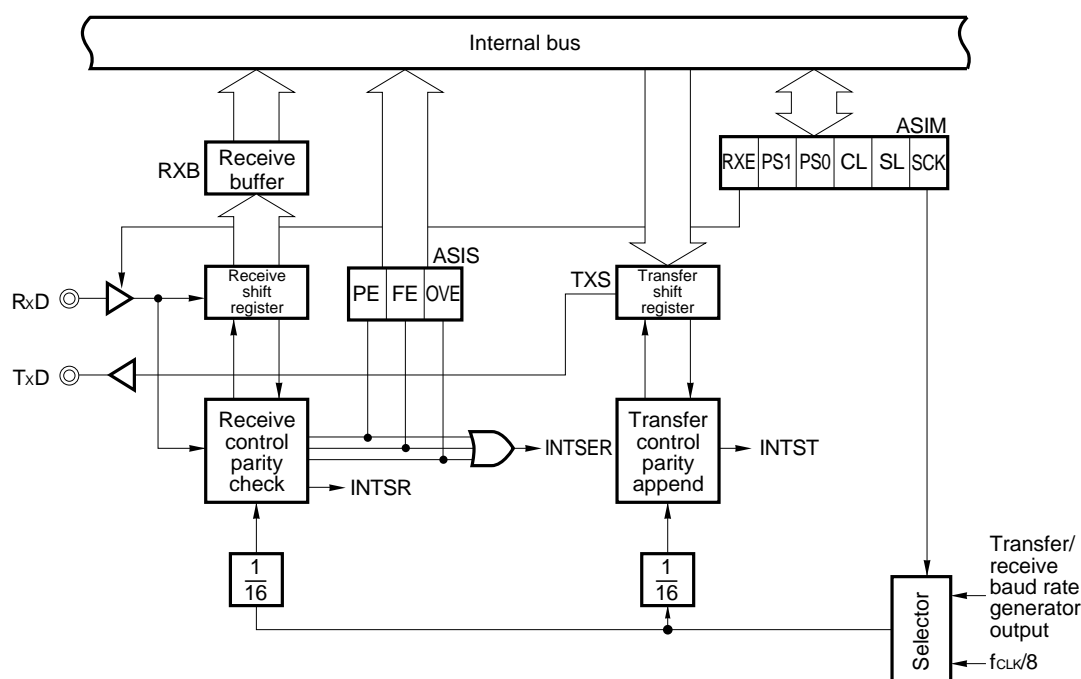 Internal bus
ASIM
RXE PS1 PS0 CL SL SCK
RXB
Receive
buffer
ASIS
PE FE OVE
RxD
Receive
shift
register
TXS
Transfer
shift
register
TxD
Receive
control
parity
check
INTSER
INTSR
Transfer
control
parity
append
INTST
1
16
1
16
Selector
Transfer/
receive
baud rate
generator
output
fCLK/8